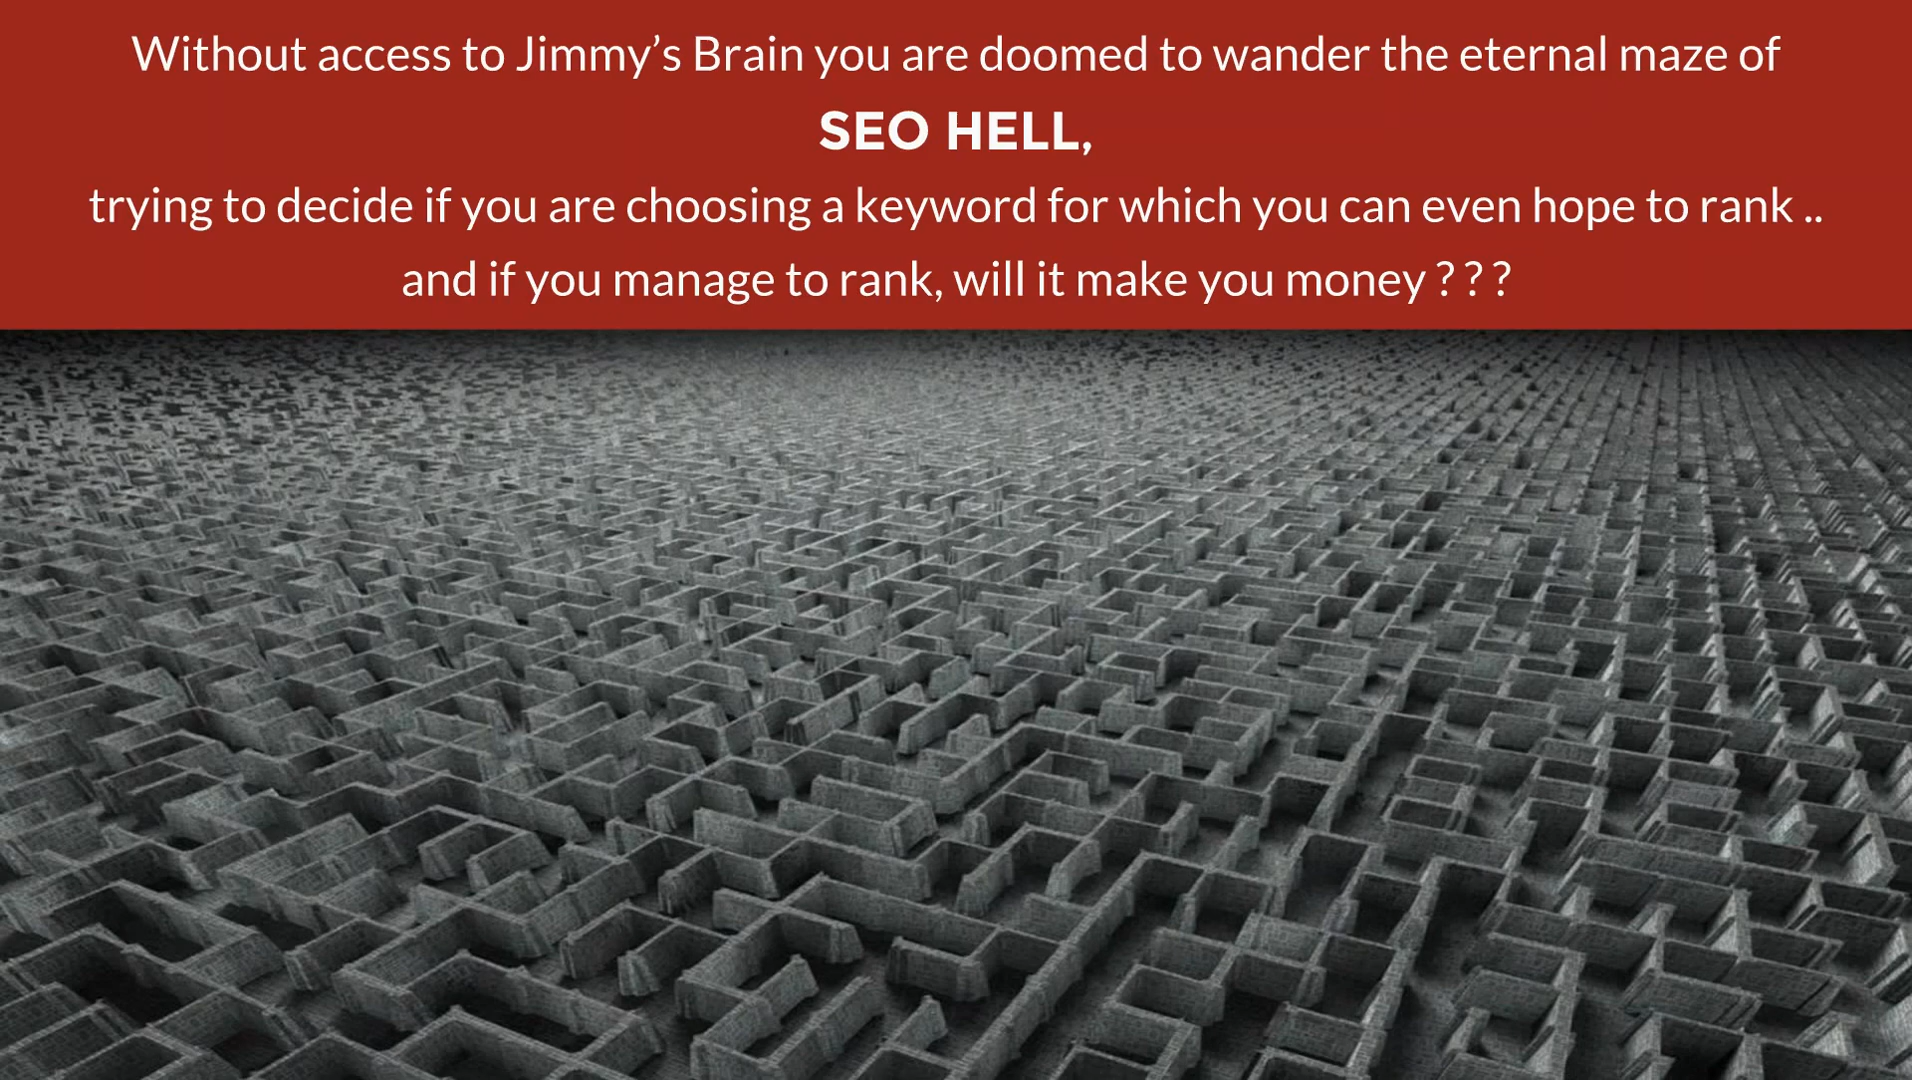 Without access to Jimmy’s Brain you are doomed to wander the eternal maze of
SEO HELL,
trying to decide if you are choosing a keyword for which you can even hope to rank ..
and if you manage to rank, will it make you money ? ? ?